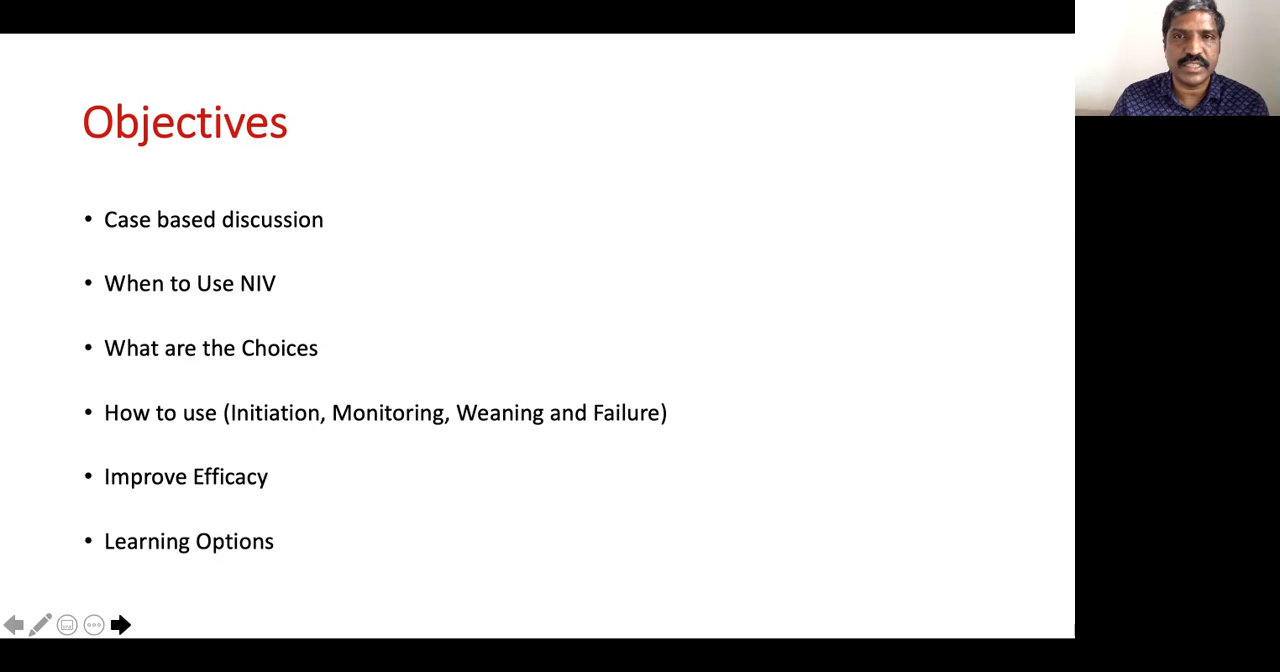 Objectives
• Case based discussion
• When to Use NIV
• What are the Choices
• How to use (Initiation, Monitoring, Weaning and Failure)
• Improve Efficacy
• Learning Options